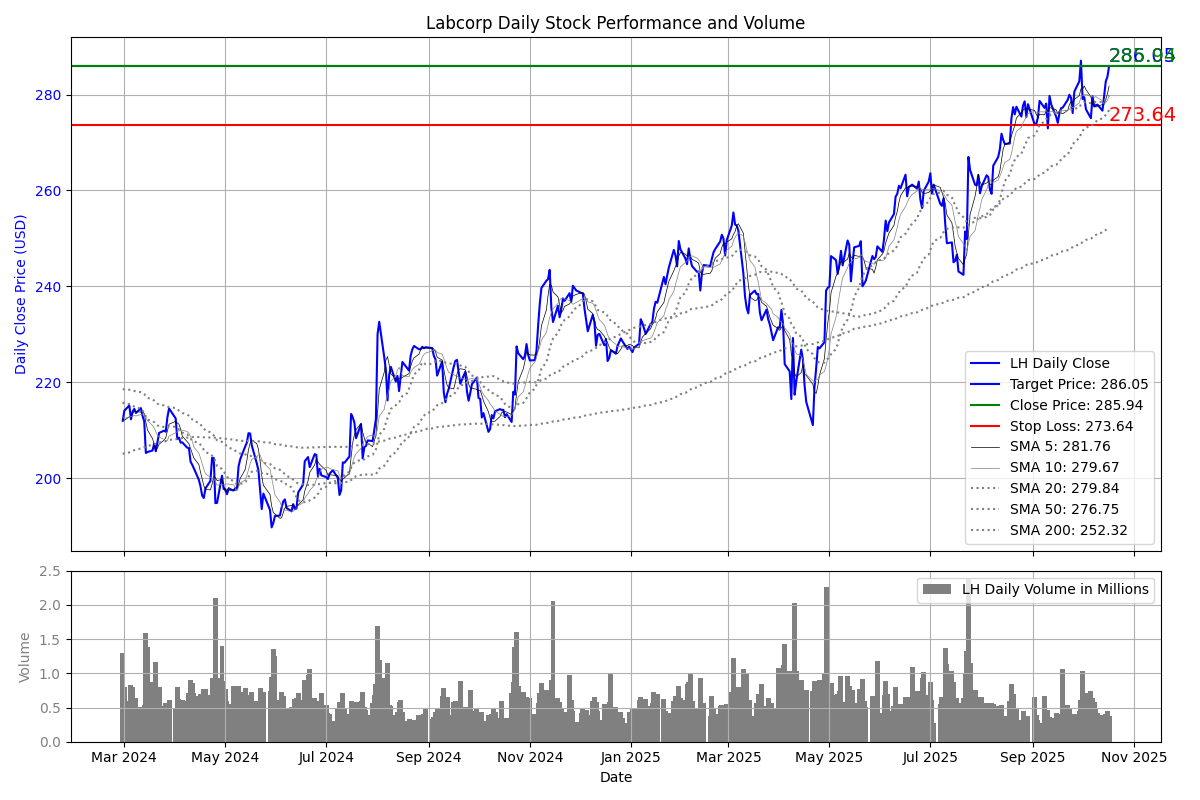 Labcorp Daily Stock Performance and Volume
285.94
273.64
Daily Close Price (USD)
280
260
240
220
200
LH Daily Close
Target Price: 286.05
Close Price: 285.94
Stop Loss: 273.64
SMA 5: 281.76
SMA 10: 279.67
SMA 20: 279.84
SMA 50: 276.75
SMA 200: 252.32
Volume
2.5
2.0
1.5
1.0
0.5
0.0
LH Daily Volume in Millions
Mar 2024 May 2024 Jul 2024 Sep 2024 Nov 2024 Jan 2025 Mar 2025 May 2025 Jul 2025 Sep 2025 Nov 2025
Date